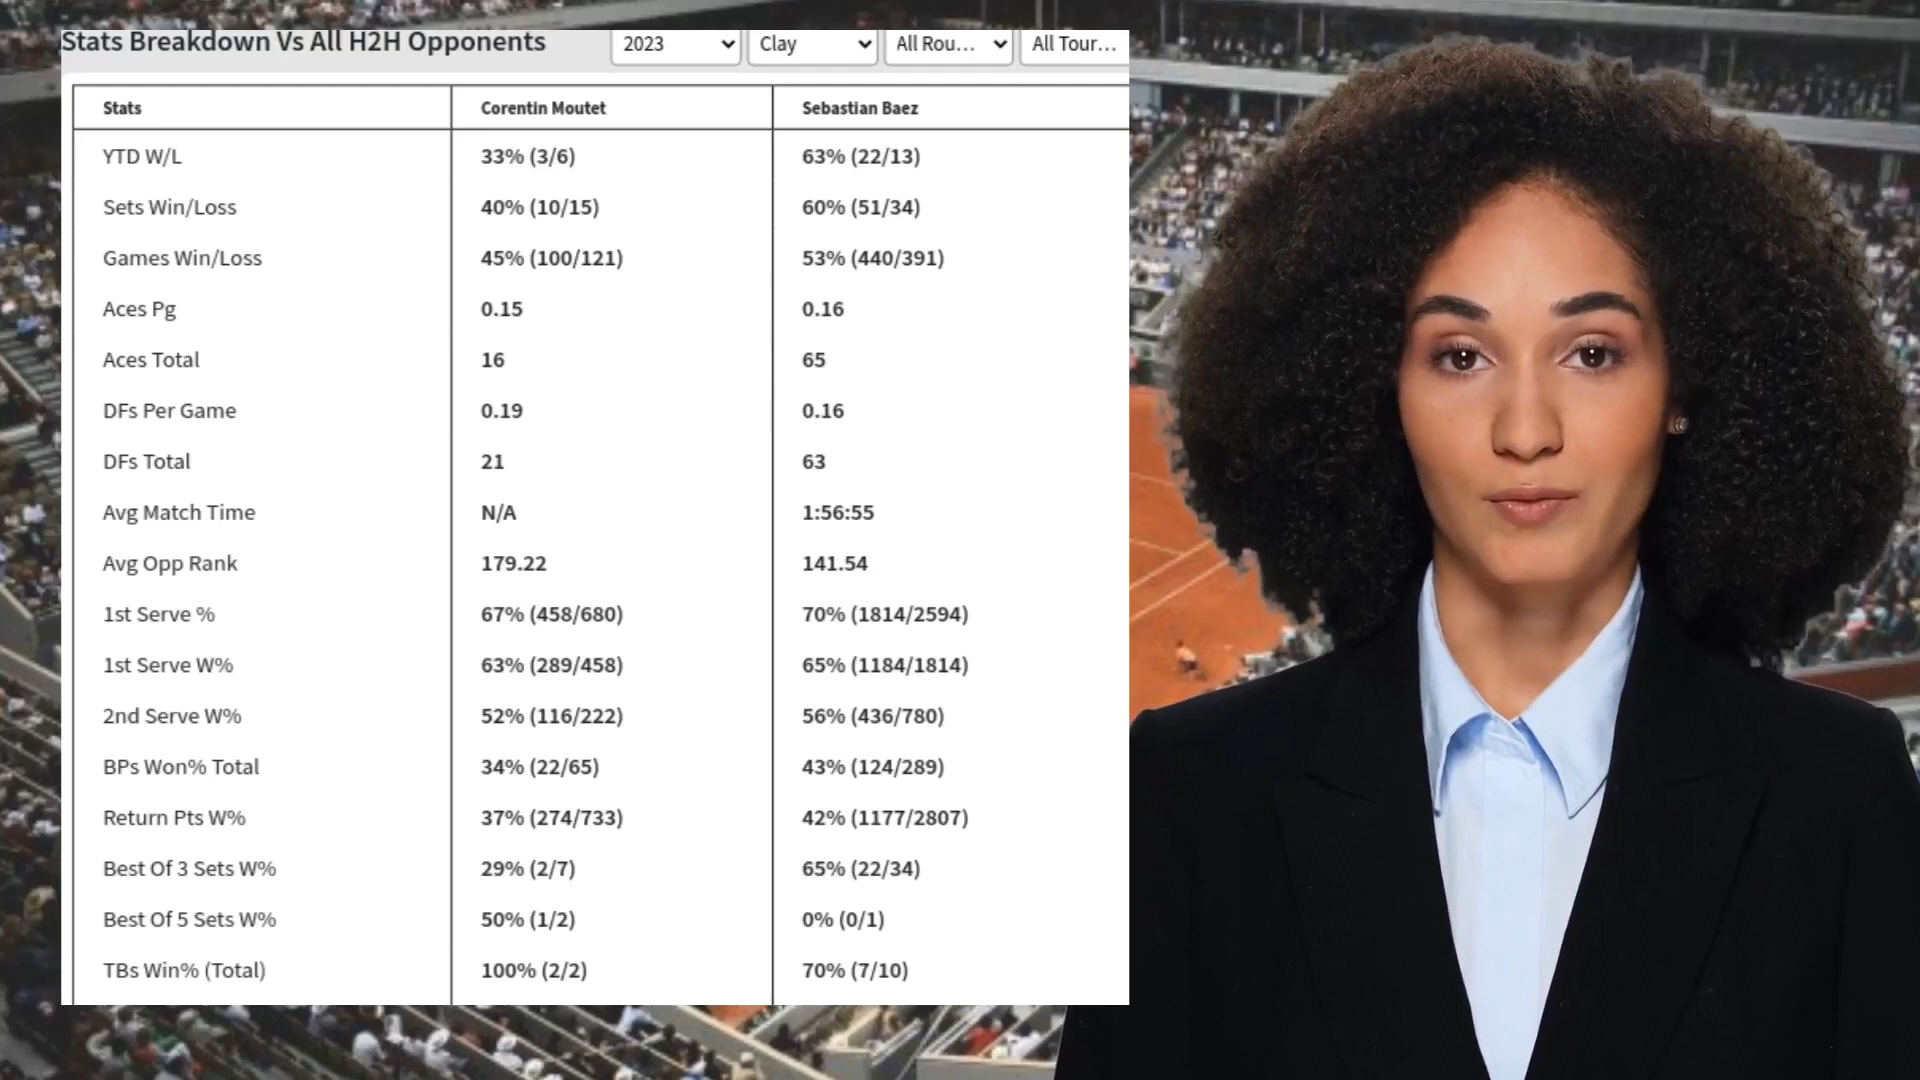 Stats Breakdown Vs All H2H Opponents 2023 Clay All Rou... All Tour...
Stats Corentin Moutet Sebastian Baez
YTD W/L 33% (3/6) 63% (22/13)
Sets Win/Loss 40% (10/15) 60% (51/34)
Games Win/Loss 45% (100/121) 53% (440/391)
Aces Pg 0.15 0.16
Aces Total 16 65
DFs Per Game 0.19 0.16
DFs Total 21 63
Avg Match Time N/A 1:56:55
Avg Opp Rank 179.22 141.54
1st Serve % 67% (458/680) 70% (1814/2594)
1st Serve W% 63% (289/458) 65% (1184/1814)
2nd Serve W% 52% (116/222) 56% (436/780)
BPs Won% Total 34% (22/65) 43% (124/289)
Return Pts W% 37% (274/733) 42% (1177/2807)
Best Of 3 Sets W% 29% (2/7) 65% (22/34)
Best Of 5 Sets W% 50% (1/2) 0% (0/1)
TBs Win% (Total) 100% (2/2) 70% (7/10)